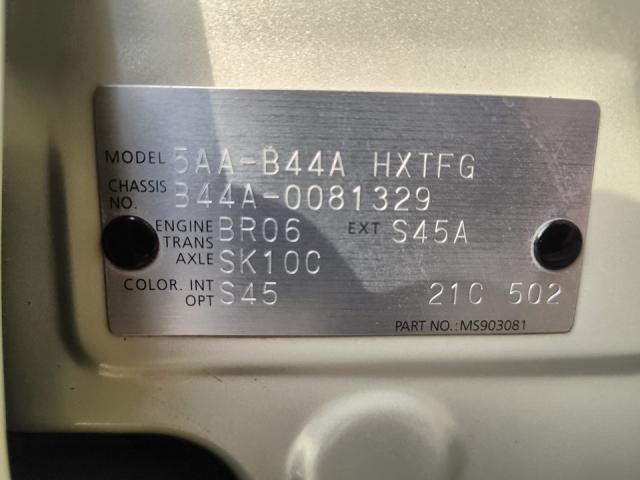 MODEL 5AA-B44A HXTFG
CHASSIS NO. B44A-0081329
ENGINE BR06 EXT S45A
TRANS AXLE SK10C
COLOR. INT
OPT S45 21C 502
PART NO.:MS903081